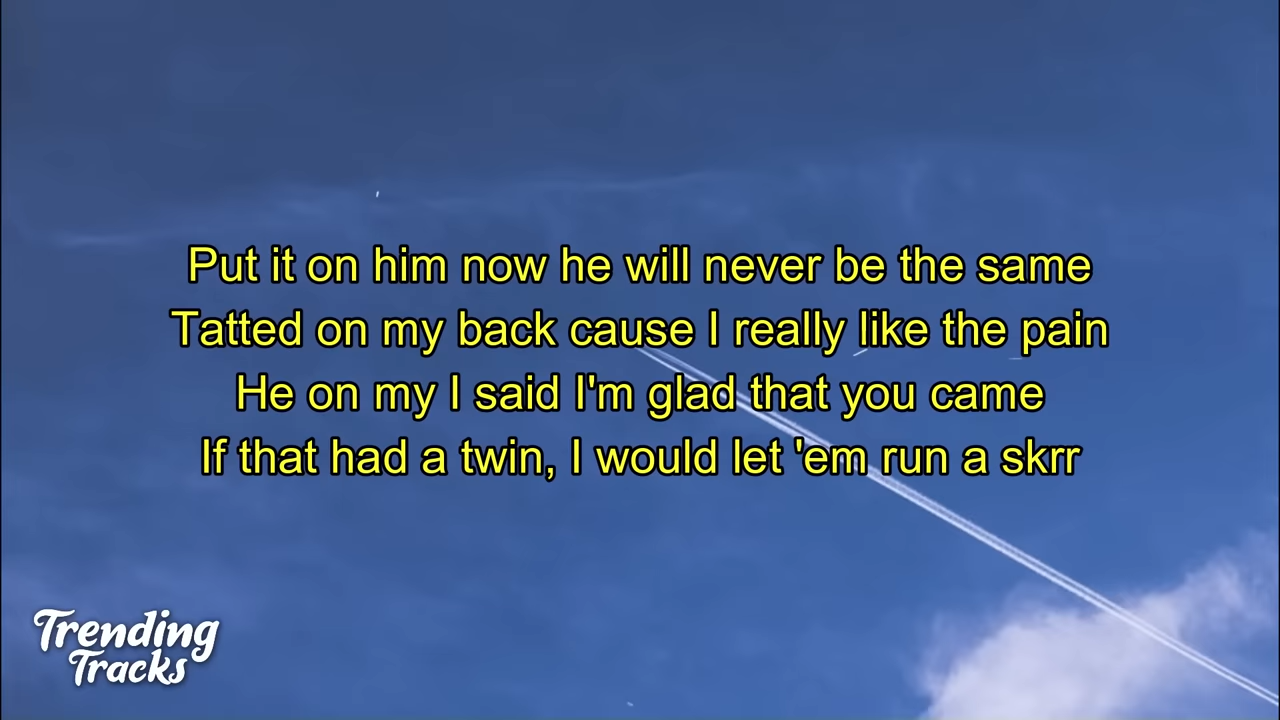 Put it on him now he will never be the same
Tatted on my back cause I really like the pain
He on my I said I'm glad that you came
If that had a twin, I would let 'em run a skrr
Trending
Tracks